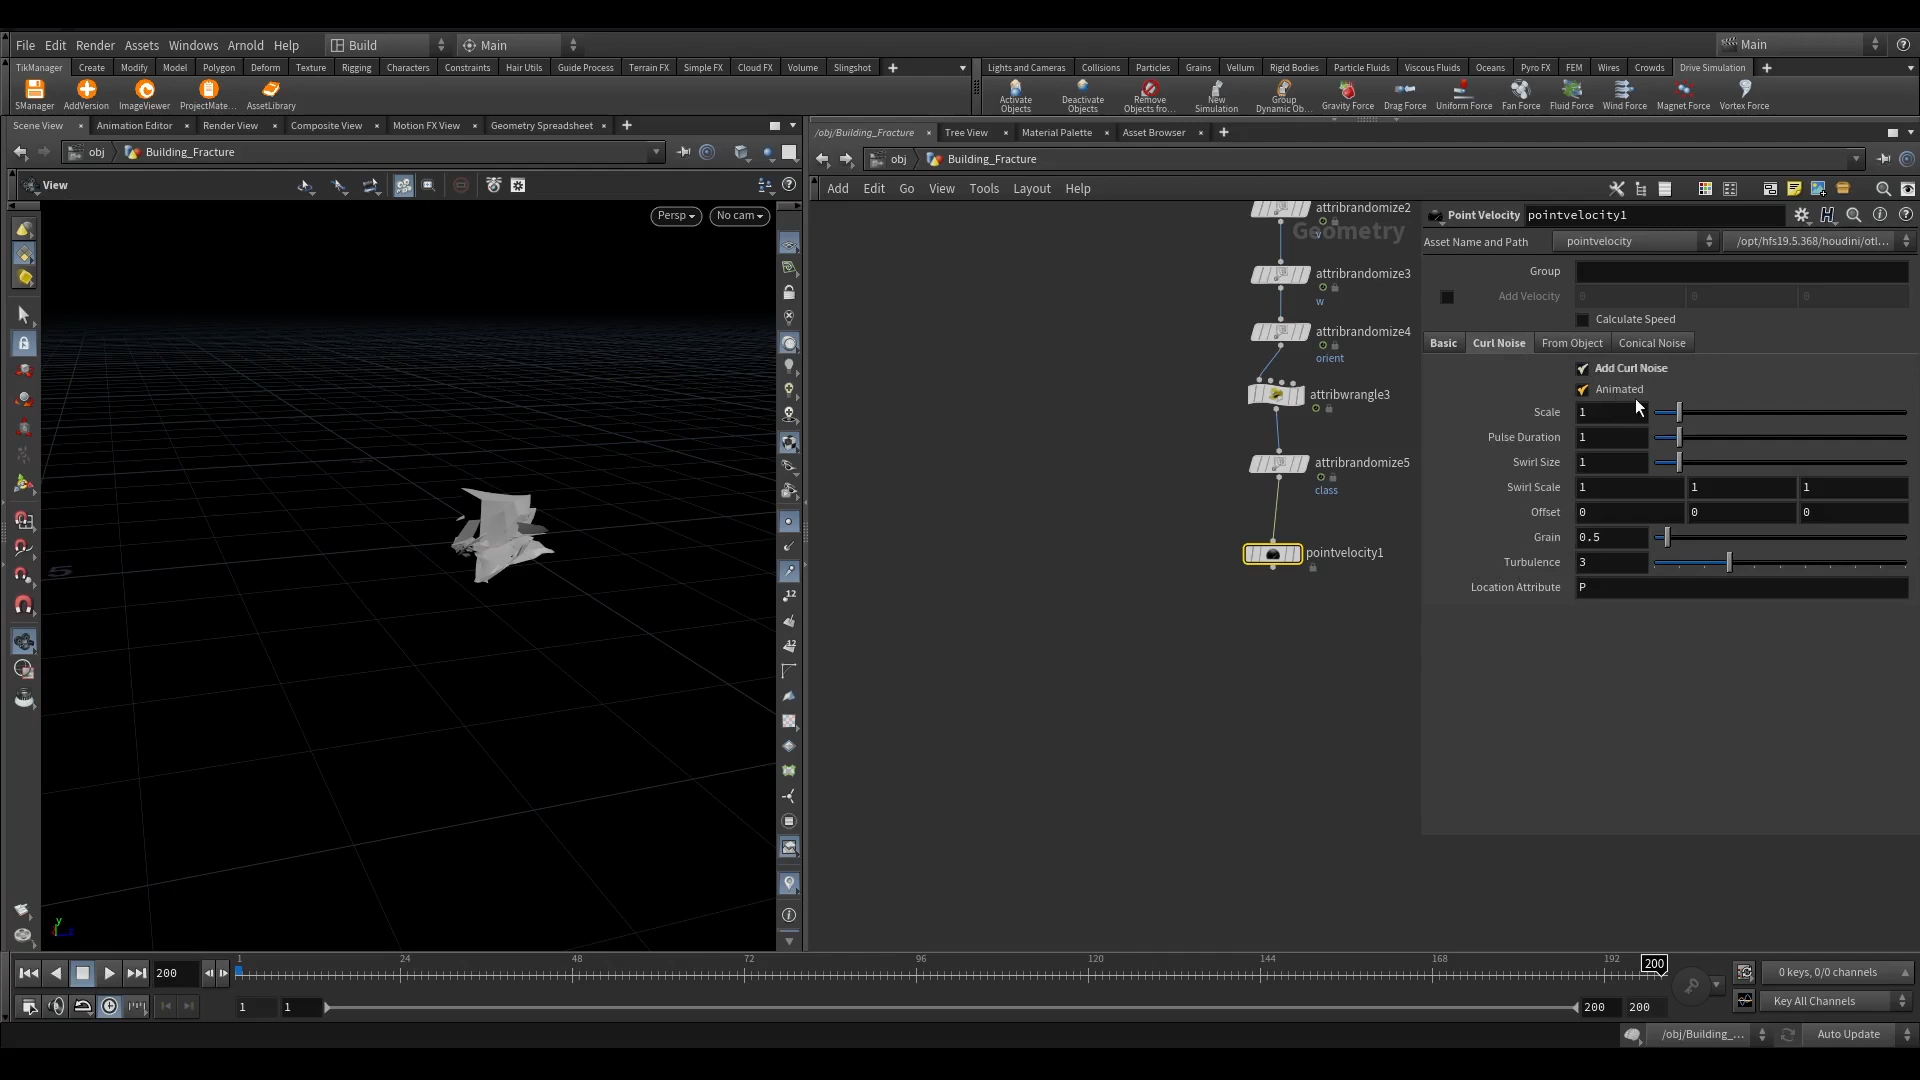 File Edit Render Assets Windows Arnold Help Build Main Main
TikManager Create Modify Model Polygon Deform Texture Rigging Characters Constraints Hair Utils Guide Process Terrain FX Simple FX Cloud FX Volume Slingshot
Lights and Cameras Collisions Particles Grains Vellum Rigid Bodies Particle Fluids Viscous Fluids Oceans Pyro FX FEM Wires Crowds Drive Simulation
SManager AddVersion ImageViewer ProjectMate... AssetLibrary
Activate Objects Deactivate Objects Remove Objects fro... New Simulation Group Dynamic Ob... Gravity Force Drag Force Uniform Force Fan Force Fluid Force Wind Force Magnet Force Vortex Force
Scene View Animation Editor Render View Composite View Motion FX View Geometry Spreadsheet
/obj/Building_Fracture Tree View Material Palette Asset Browser
obj Building_Fracture
obj Building_Fracture
View
Add Edit Go View Tools Layout Help
Persp No cam
Geometry
attribrandomize2
v
attribrandomize3
w
attribrandomize4
orient
attribwrangle3
attribrandomize5
class
pointvelocity1
Point Velocity pointvelocity1
Asset Name and Path pointvelocity /opt/hfs19.5.368/houdini/otl...
Group
Add Velocity 0 0 0
Calculate Speed
Basic Curl Noise From Object Conical Noise
Add Curl Noise
Animated
Scale 1
Pulse Duration 1
Swirl Size 1
Swirl Scale 1 1 1
Offset 0 0 0
Grain 0.5
Turbulence 3
Location Attribute P
12
12
5
y
200 1 24 48 72 96 120 144 168 192 200
0 keys, 0/0 channels
1 1 200 200
Key All Channels
/obj/Building_... Auto Update